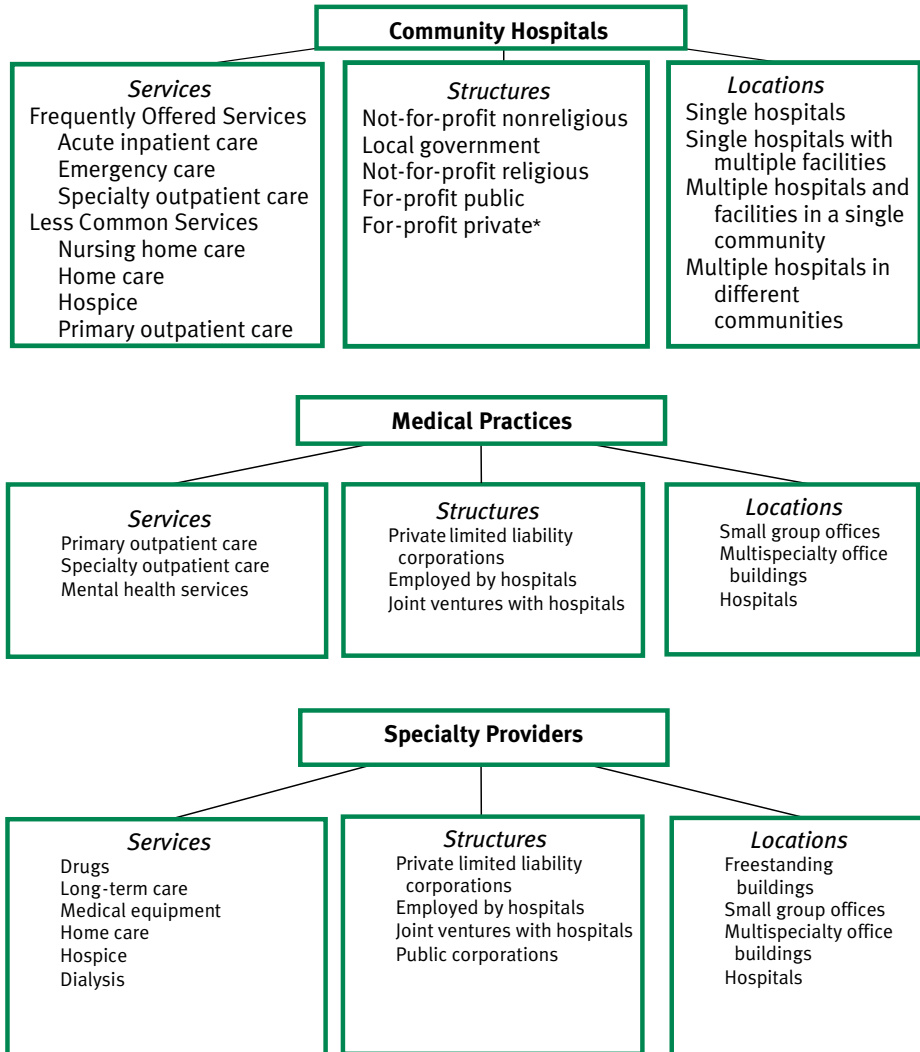 Community Hospitals
Services
Frequently Offered Services
Acute inpatient care
Emergency care
Specialty outpatient care
Less Common Services
Nursing home care
Home care
Hospice
Primary outpatient care
Structures
Not-for-profit nonreligious
Local government
Not-for-profit religious
For-profit public
For-profit private*
Locations
Single hospitals
Single hospitals with
multiple facilities
Multiple hospitals and
facilities in a single
community
Multiple hospitals in
different
communities
Medical Practices
Services
Primary outpatient care
Specialty outpatient care
Mental health services
Structures
Private limited liability
corporations
Employed by hospitals
Joint ventures with hospitals
Locations
Small group offices
Multispecialty office
buildings
Hospitals
Specialty Providers
Services
Drugs
Long-term care
Medical equipment
Home care
Hospice
Dialysis
Structures
Private limited liability
corporations
Employed by hospitals
Joint ventures with hospitals
Public corporations
Locations
Freestanding
buildings
Small group offices
Multispecialty office
buildings
Hospitals